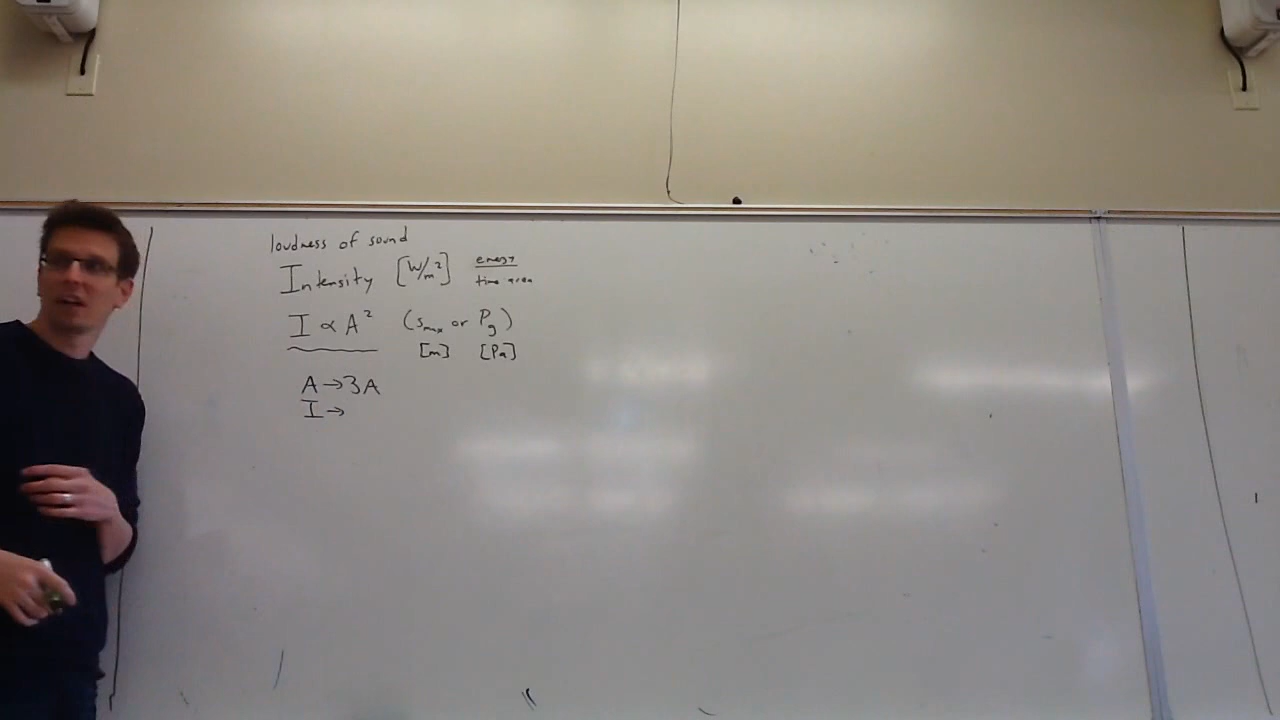 loudness of sound
Intensity [W/m²] energy
time area
I ∝ A² (s_max or P_g)
[m] [Pa]
A → 3A
I →